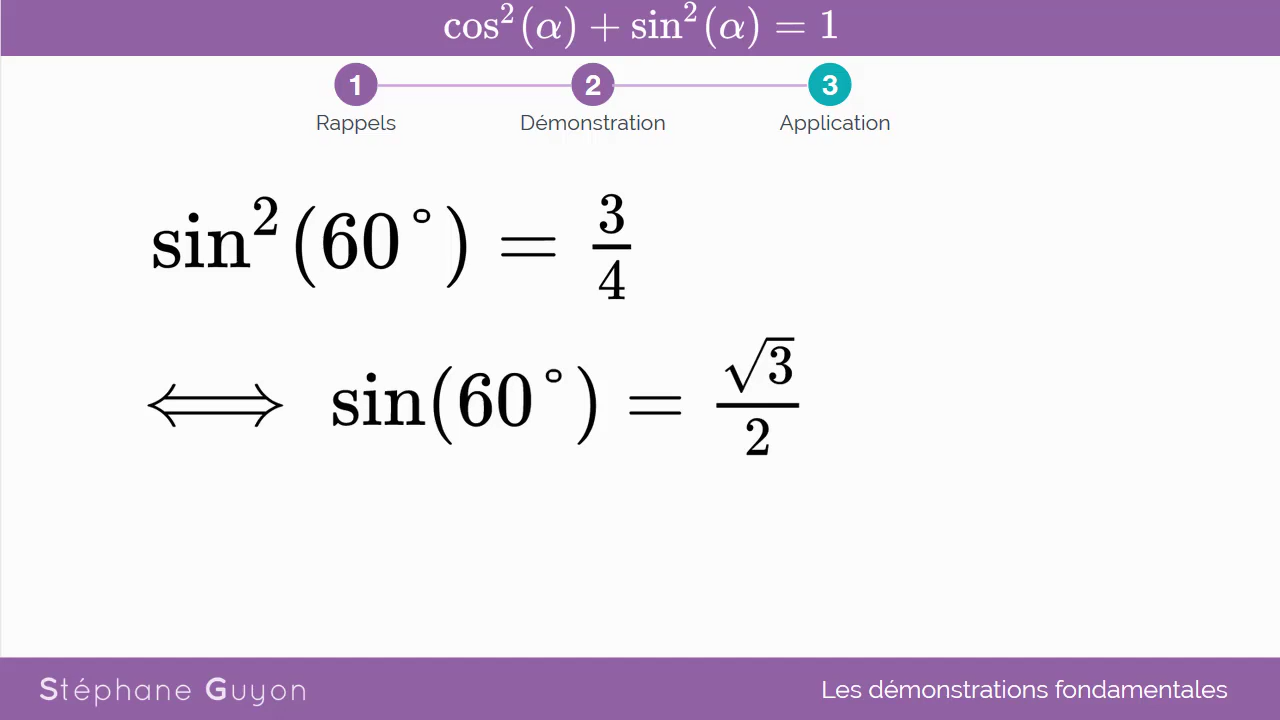 cos²(α) + sin²(α) = 1
1 2 3
Rappels Démonstration Application
sin²(60°) = 3/4
⟺ sin(60°) = √3/2
Stéphane Guyon Les démonstrations fondamentales